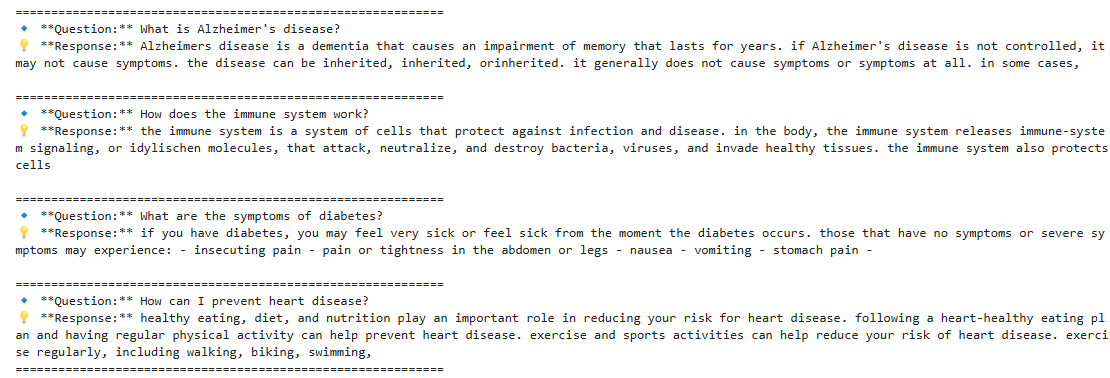 ============================================================
🔹 **Question:** What is Alzheimer's disease?
💡 **Response:** Alzheimers disease is a dementia that causes an impairment of memory that lasts for years. if Alzheimer's disease is not controlled, it
may not cause symptoms. the disease can be inherited, inherited, orinherited. it generally does not cause symptoms or symptoms at all. in some cases,
============================================================
🔹 **Question:** How does the immune system work?
💡 **Response:** the immune system is a system of cells that protect against infection and disease. in the body, the immune system releases immune-syste
m signaling, or idylischen molecules, that attack, neutralize, and destroy bacteria, viruses, and invade healthy tissues. the immune system also protects
cells
============================================================
🔹 **Question:** What are the symptoms of diabetes?
💡 **Response:** if you have diabetes, you may feel very sick or feel sick from the moment the diabetes occurs. those that have no symptoms or severe sy
mptoms may experience: - insecuting pain - pain or tightness in the abdomen or legs - nausea - vomiting - stomach pain -
============================================================
🔹 **Question:** How can I prevent heart disease?
💡 **Response:** healthy eating, diet, and nutrition play an important role in reducing your risk for heart disease. following a heart-healthy eating pl
an and having regular physical activity can help prevent heart disease. exercise and sports activities can help reduce your risk of heart disease. exerci
se regularly, including walking, biking, swimming,
============================================================